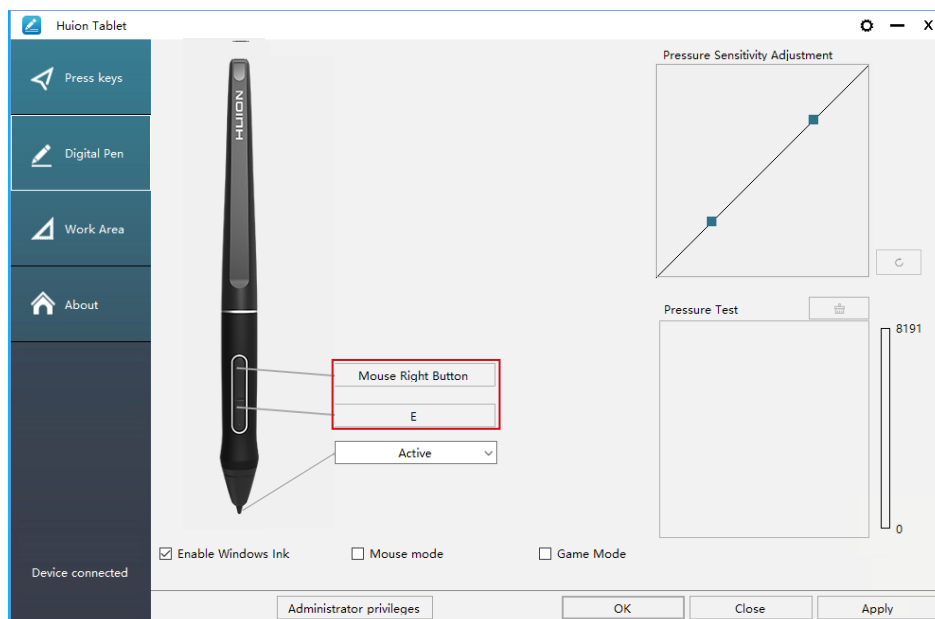 Huion Tablet
X
Press keys
Digital Pen
Work Area
About
Device connected
HUION
Mouse Right Button
E
Active
Pressure Sensitivity Adjustment
Pressure Test
8191
0
Enable Windows Ink
Mouse mode
Game Mode
Administrator privileges
OK
Close
Apply